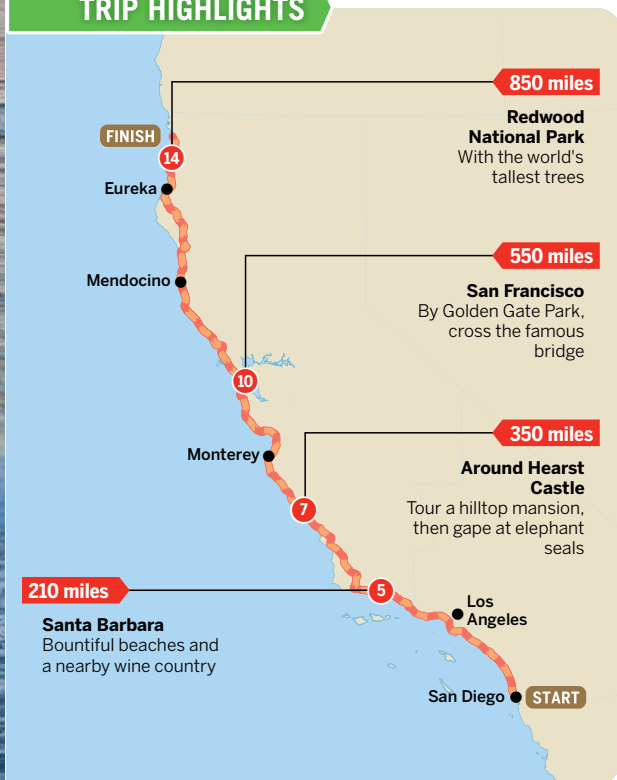 TRIP HIGHLIGHTS
850 miles
Redwood
National Park
With the world's
tallest trees
FINISH
14
Eureka
550 miles
San Francisco
By Golden Gate Park,
cross the famous
bridge
Mendocino
10
350 miles
Around Hearst
Castle
Tour a hilltop mansion,
then gape at elephant
seals
Monterey
7
210 miles
Santa Barbara
Bountiful beaches and
a nearby wine country
5
Los
Angeles
San Diego
START